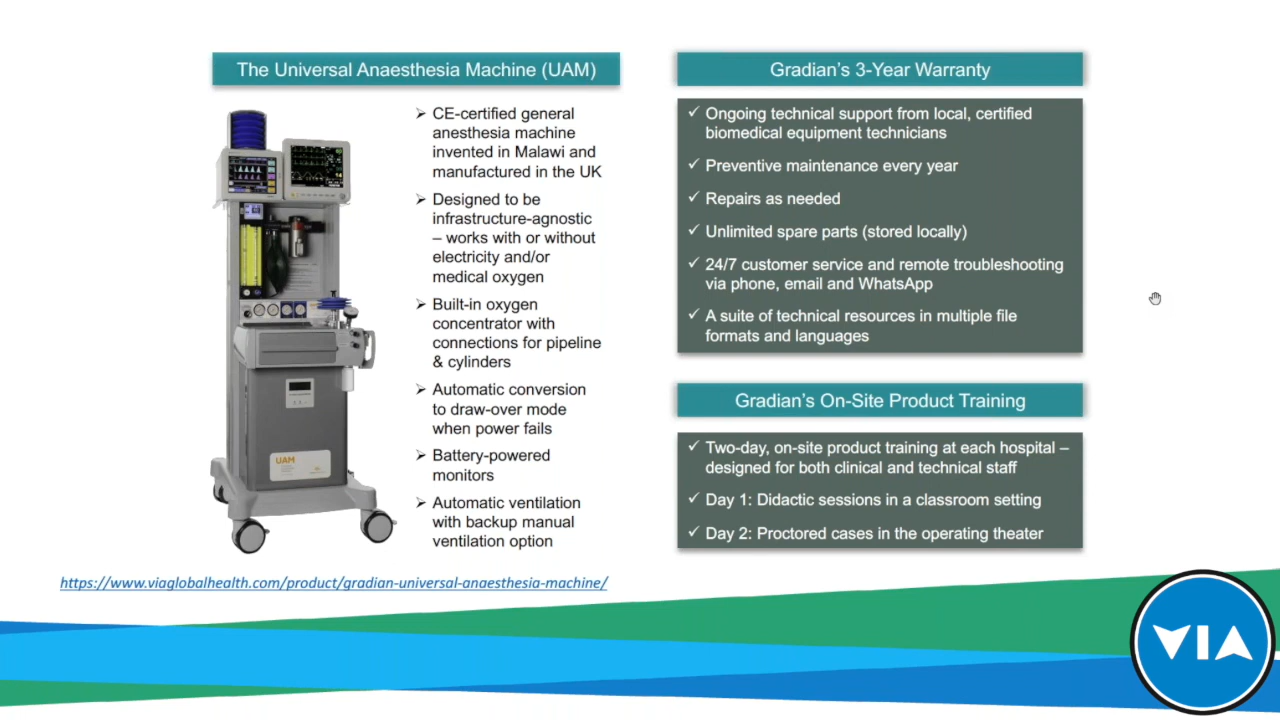 The Universal Anaesthesia Machine (UAM)
➢ CE-certified general
anesthesia machine
invented in Malawi and
manufactured in the UK
➢ Designed to be
infrastructure-agnostic
– works with or without
electricity and/or
medical oxygen
➢ Built-in oxygen
concentrator with
connections for pipeline
& cylinders
➢ Automatic conversion
to draw-over mode
when power fails
➢ Battery-powered
monitors
➢ Automatic ventilation
with backup manual
ventilation option
UAM
https://www.viaglobalhealth.com/product/gradian-universal-anaesthesia-machine/
Gradian's 3-Year Warranty
✓ Ongoing technical support from local, certified
biomedical equipment technicians
✓ Preventive maintenance every year
✓ Repairs as needed
✓ Unlimited spare parts (stored locally)
✓ 24/7 customer service and remote troubleshooting
via phone, email and WhatsApp
✓ A suite of technical resources in multiple file
formats and languages
Gradian's On-Site Product Training
✓ Two-day, on-site product training at each hospital –
designed for both clinical and technical staff
✓ Day 1: Didactic sessions in a classroom setting
✓ Day 2: Proctored cases in the operating theater
VIA